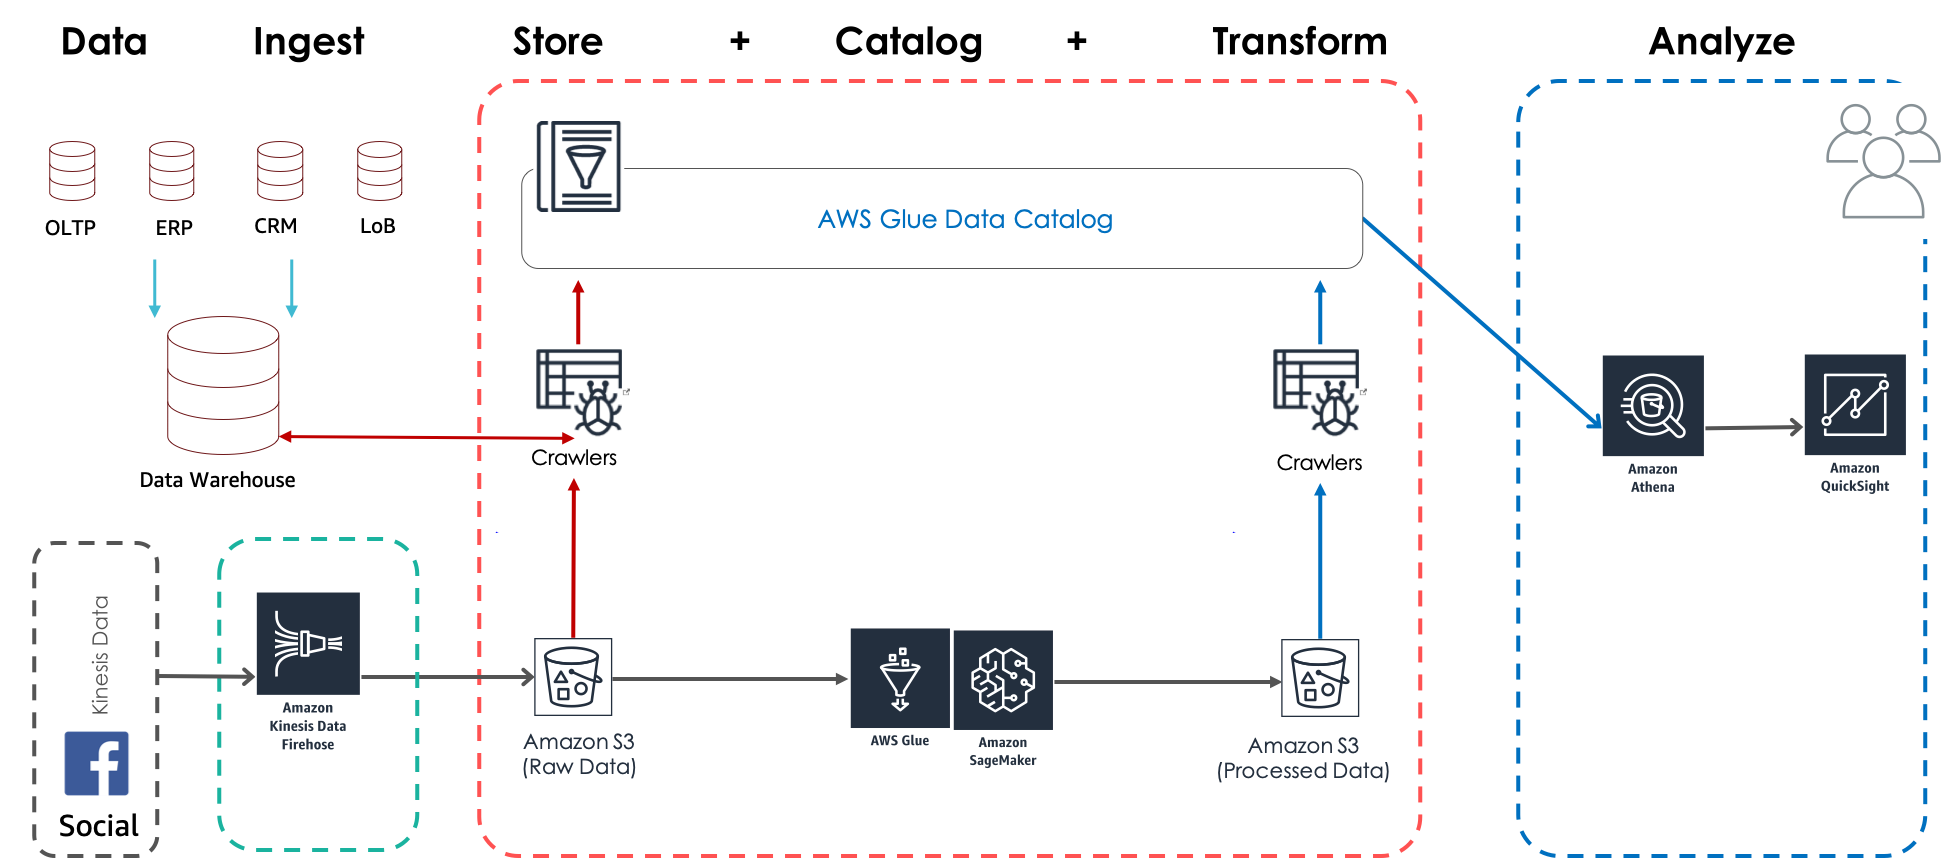 Data
Ingest
Store
+
Catalog
+
Transform
Analyze
OLTP
ERP
CRM
LoB
AWS Glue Data Catalog
Data Warehouse
Crawlers
Crawlers
Amazon
Athena
Amazon
QuickSight
Kinesis Data
Social
Amazon
Kinesis Data
Firehose
Amazon S3
(Raw Data)
AWS Glue
Amazon
SageMaker
Amazon S3
(Processed Data)